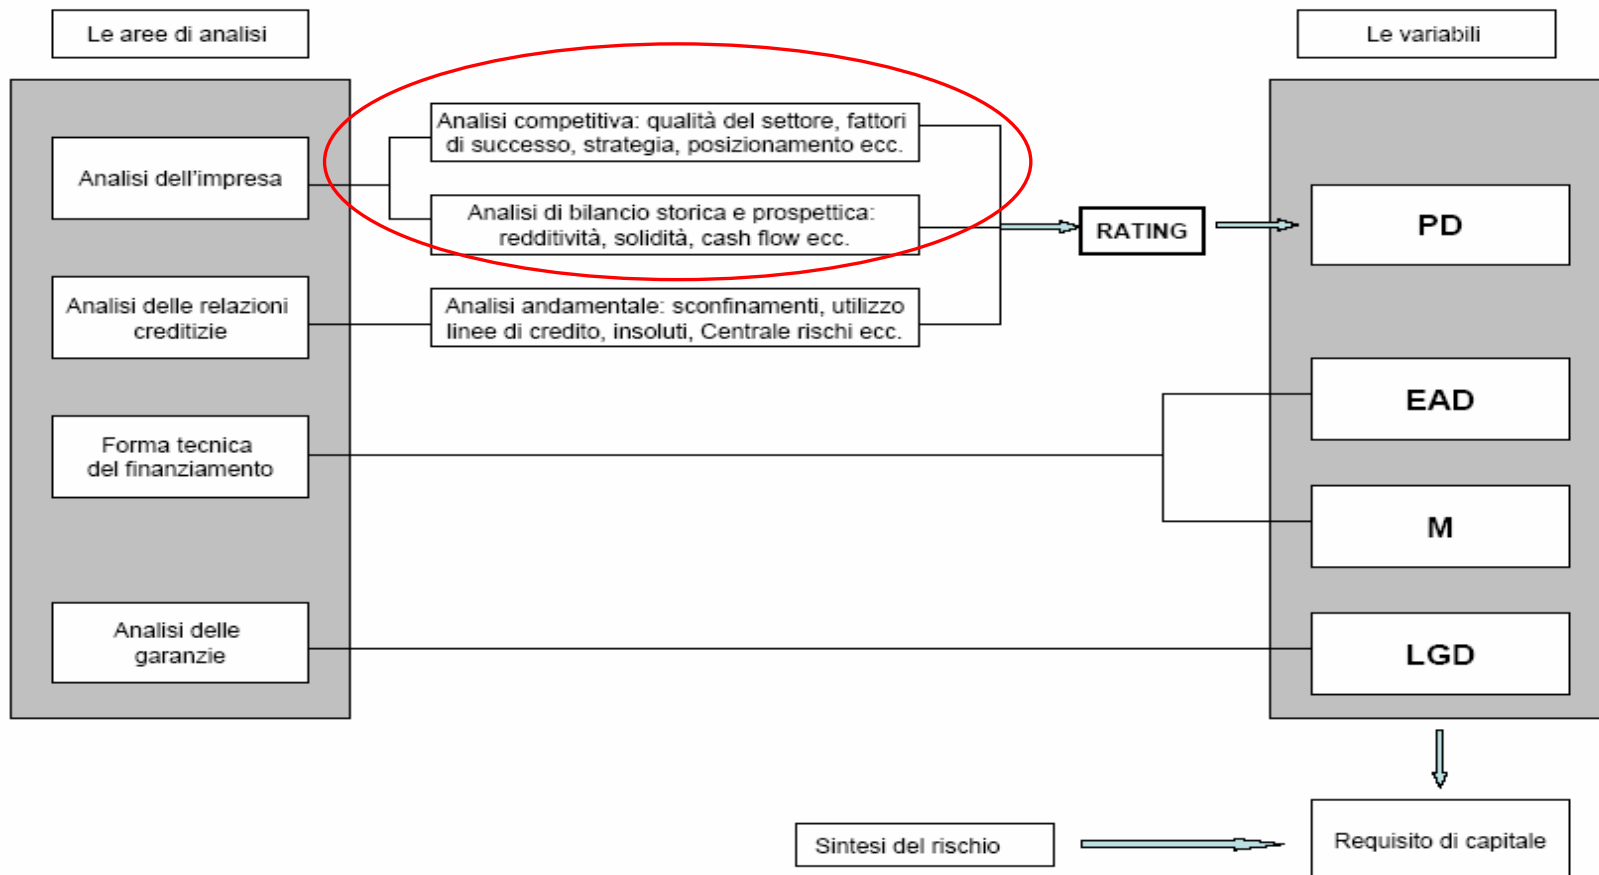 Le aree di analisi
Le variabili
Analisi dell'impresa
Analisi competitiva: qualità del settore, fattori
di successo, strategia, posizionamento ecc.
Analisi di bilancio storica e prospettica:
redditività, solidità, cash flow ecc.
RATING
PD
Analisi delle relazioni
creditizie
Analisi andamentale: sconfinamenti, utilizzo
linee di credito, insoluti, Centrale rischi ecc.
Forma tecnica
del finanziamento
EAD
M
Analisi delle
garanzie
LGD
Sintesi del rischio
Requisito di capitale